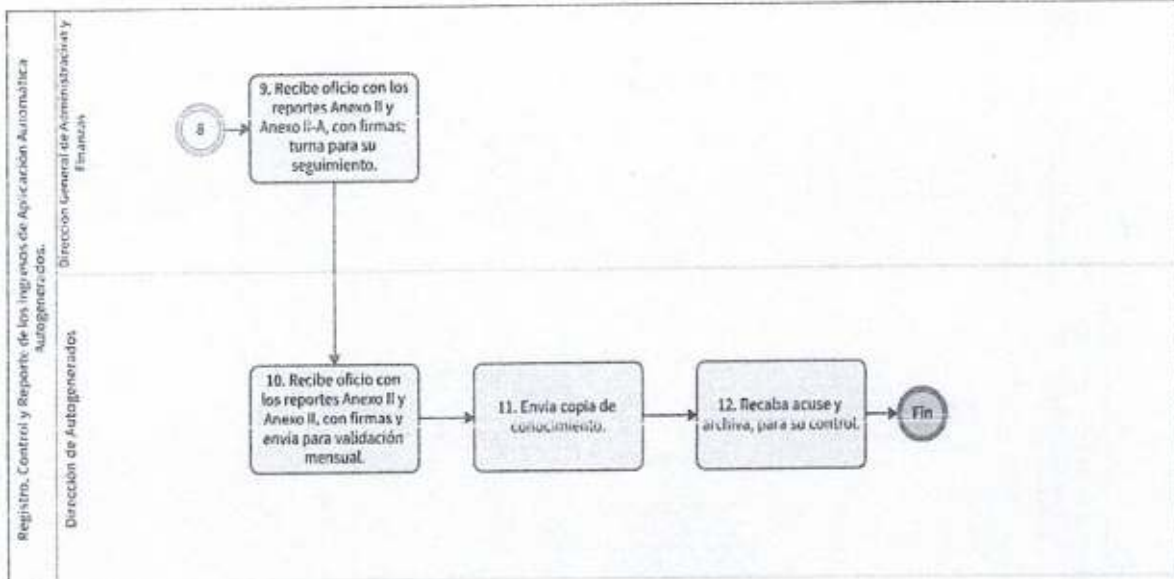 Registro, Control y Reporte de los ingresos de Aplicación Automática
Autogenerados.
Dirección General de Administración y
Finanzas
8
9. Recibe oficio con los
reportes Anexo II y
Anexo II-A, con firmas;
turna para su
seguimiento.
Dirección de Autogenerados
10. Recibe oficio con
los reportes Anexo II y
Anexo II, con firmas y
envía para validación
mensual.
11. Envía copia de
conocimiento.
12. Recaba acuse y
archiva, para su control.
Fin